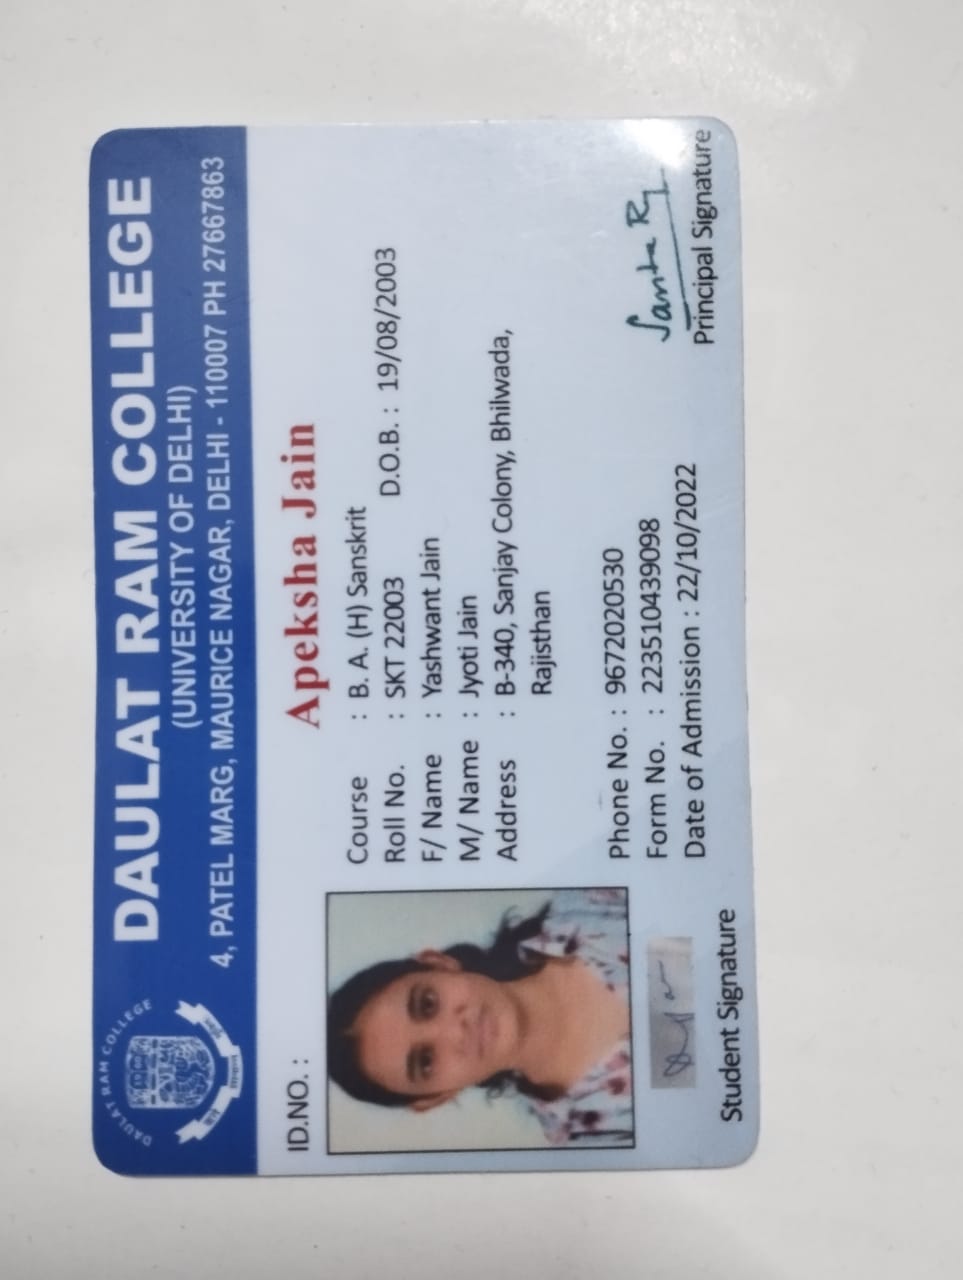 DAULAT RAM COLLEGE
DAULAT RAM COLLEGE
(UNIVERSITY OF DELHI)
4, PATEL MARG, MAURICE NAGAR, DELHI - 110007 PH 27667863
ID.NO. :
Apeksha Jain
Course : B. A. (H) Sanskrit
Roll No. : SKT 22003 D.O.B. : 19/08/2003
F/ Name : Yashwant Jain
M/ Name : Jyoti Jain
Address : B-340, Sanjay Colony, Bhilwada,
Rajisthan
Phone No. : 9672020530
Form No. : 22351043909​8
Date of Admission : 22/10/2022
Student Signature
Principal Signature